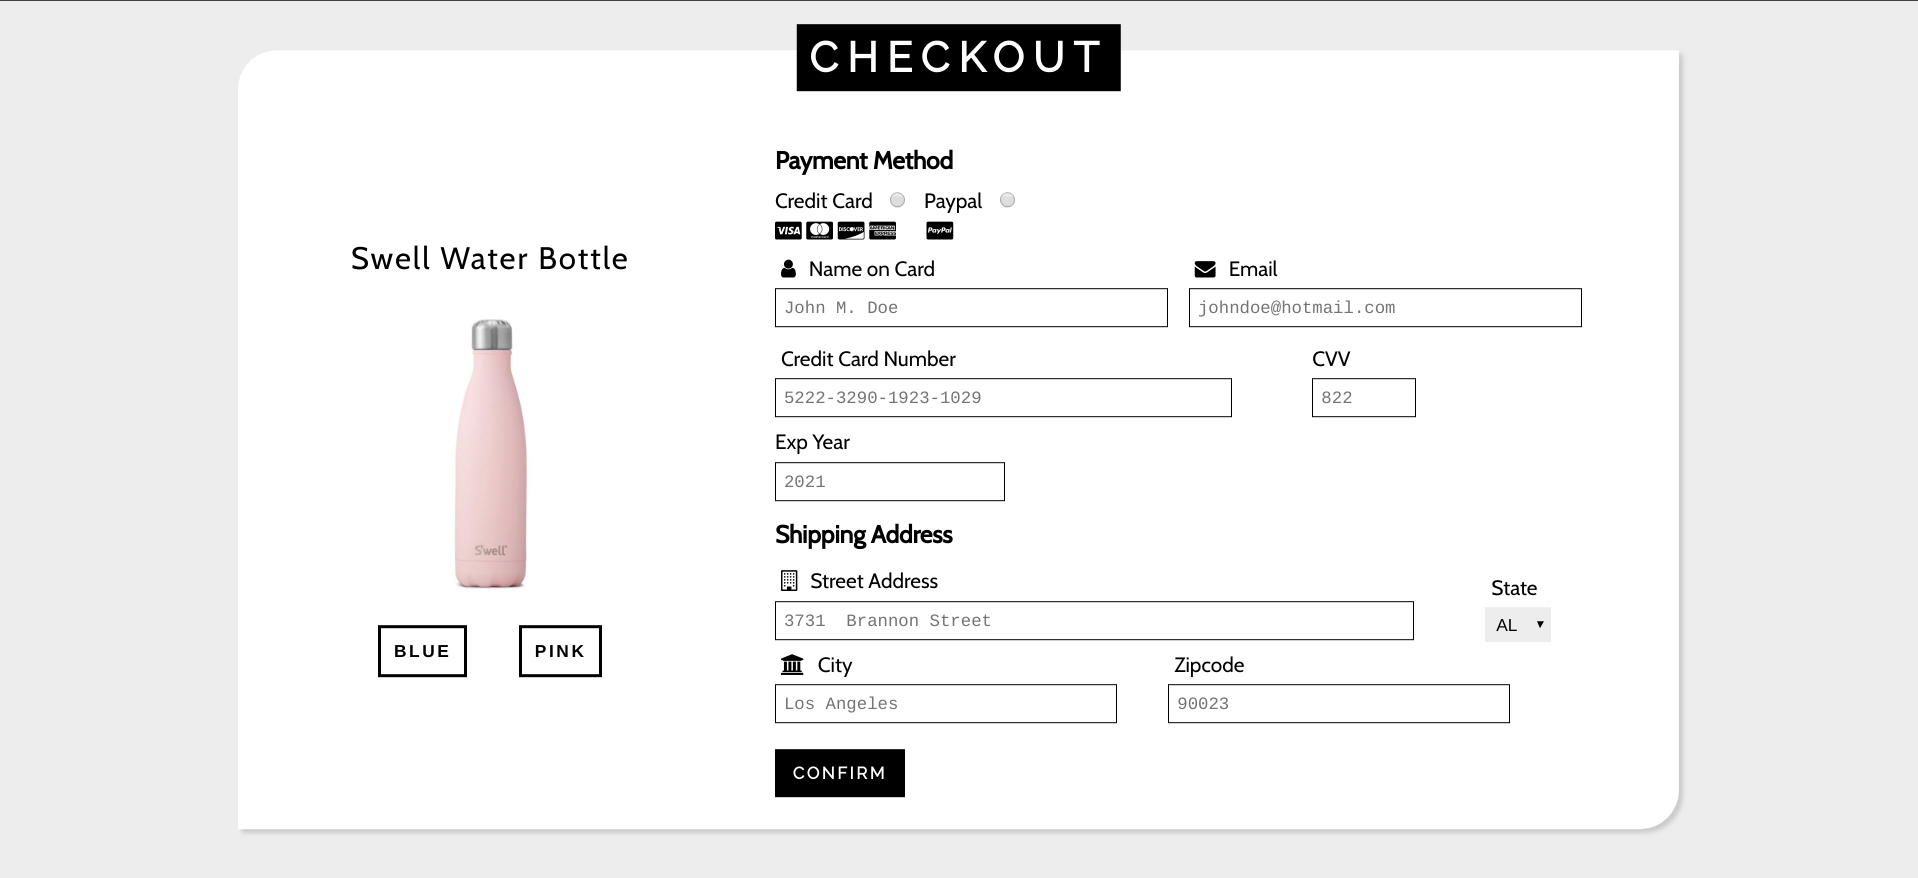 CHECKOUT
Swell Water Bottle
S'well
BLUE PINK
Payment Method
Credit Card Paypal
VISA DISCOVER AMERICAN EXPRESS PayPal
Name on Card Email
John M. Doe johndoe@hotmail.com
Credit Card Number CVV
5222-3290-1923-1029 822
Exp Year
2021
Shipping Address
Street Address State
3731  Brannon Street AL
City Zipcode
Los Angeles 90023
CONFIRM